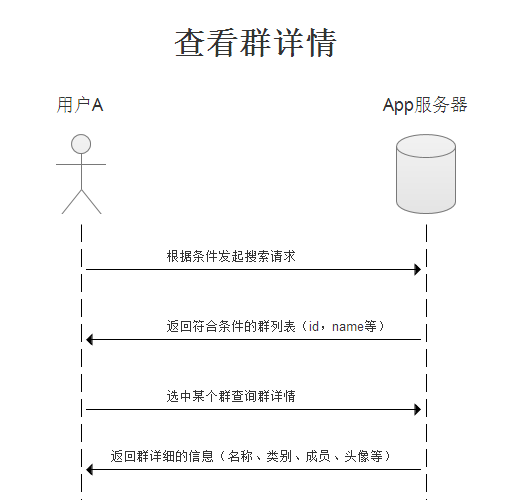 查看群详情
用户A
App服务器
根据条件发起搜索请求
返回符合条件的群列表（id，name等）
选中某个群查询群详情
返回群详细的信息（名称、类别、成员、头像等）